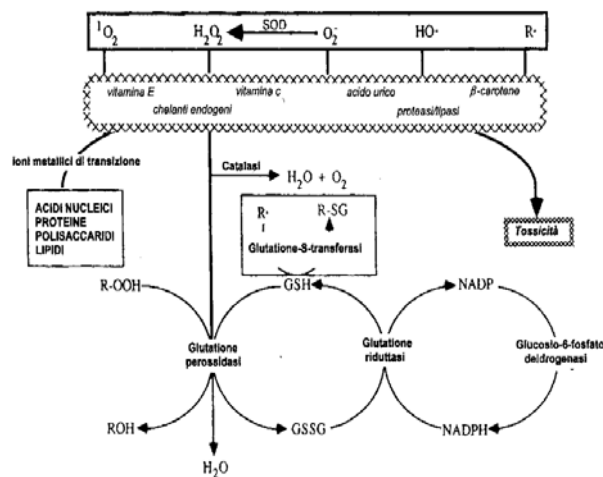 ¹O₂ H₂O₂ SOD O₂⁻ HO· R·
vitamina E vitamina c acido urico β-carotene
chelanti endogeni proteasi/lipasi
ioni metallici di transizione
Catalasi
H₂O + O₂
ACIDI NUCLEICI
PROTEINE
POLISACCARIDI
LIPIDI
R· R-SG
Glutatione-S-transferasi
Tossicità
R-OOH GSH NADP
Glutatione
perossidasi
Glutatione
riduttasi
Glucosio-6-fosfato
deidrogenasi
ROH GSSG NADPH
H₂O